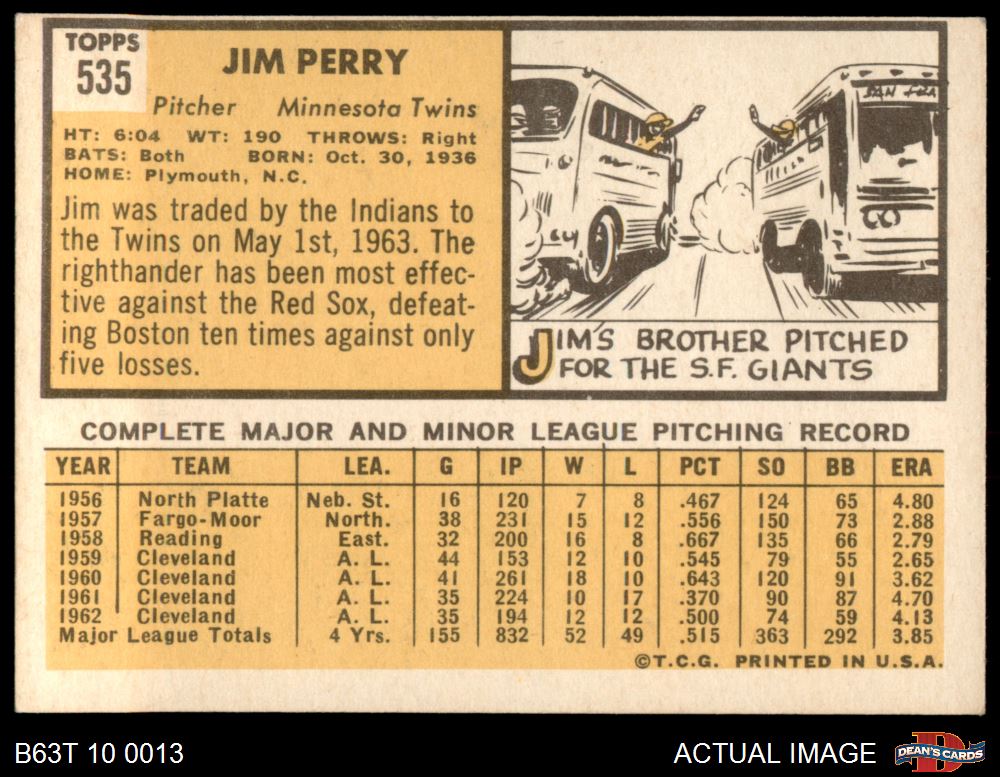 TOPPS
535
JIM PERRY
Pitcher Minnesota Twins
HT: 6:04 WT: 190 THROWS: Right
BATS: Both BORN: Oct. 30, 1936
HOME: Plymouth, N.C.
Jim was traded by the Indians to
the Twins on May 1st, 1963. The
righthander has been most effec-
tive against the Red Sox, defeat-
ing Boston ten times against only
five losses.
SAN FRA
JIM'S BROTHER PITCHED
FOR THE S.F. GIANTS
COMPLETE MAJOR AND MINOR LEAGUE PITCHING RECORD
YEAR TEAM LEA. G IP W L PCT SO BB ERA
1956 North Platte Neb. St. 16 120 7 8 .467 124 65 4.80
1957 Fargo-Moor North. 38 231 15 12 .556 150 73 2.88
1958 Reading East. 32 200 16 8 .667 135 66 2.79
1959 Cleveland A. L. 44 153 12 10 .545 79 55 2.65
1960 Cleveland A. L. 41 261 18 10 .643 120 91 3.62
1961 Cleveland A. L. 35 224 10 17 .370 90 87 4.70
1962 Cleveland A. L. 35 194 12 12 .500 74 59 4.13
Major League Totals 4 Yrs. 155 832 52 49 .515 363 292 3.85
©T.C.G. PRINTED IN U.S.A.
B63T 10 0013
ACTUAL IMAGE
DEAN'S CARDS